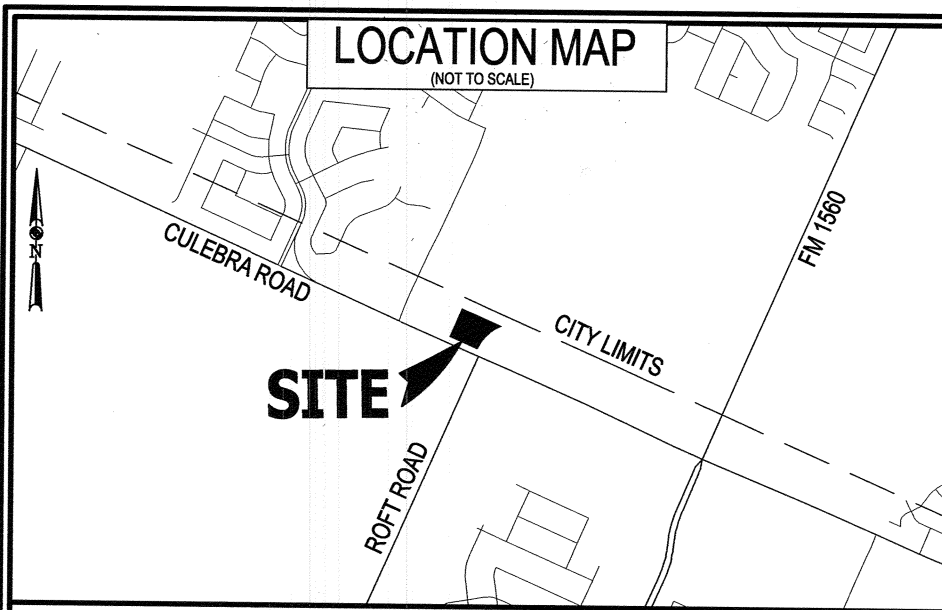 LOCATION MAP
(NOT TO SCALE)
FM 1560
N
CULEBRA ROAD
CITY LIMITS
SITE
ROFT ROAD